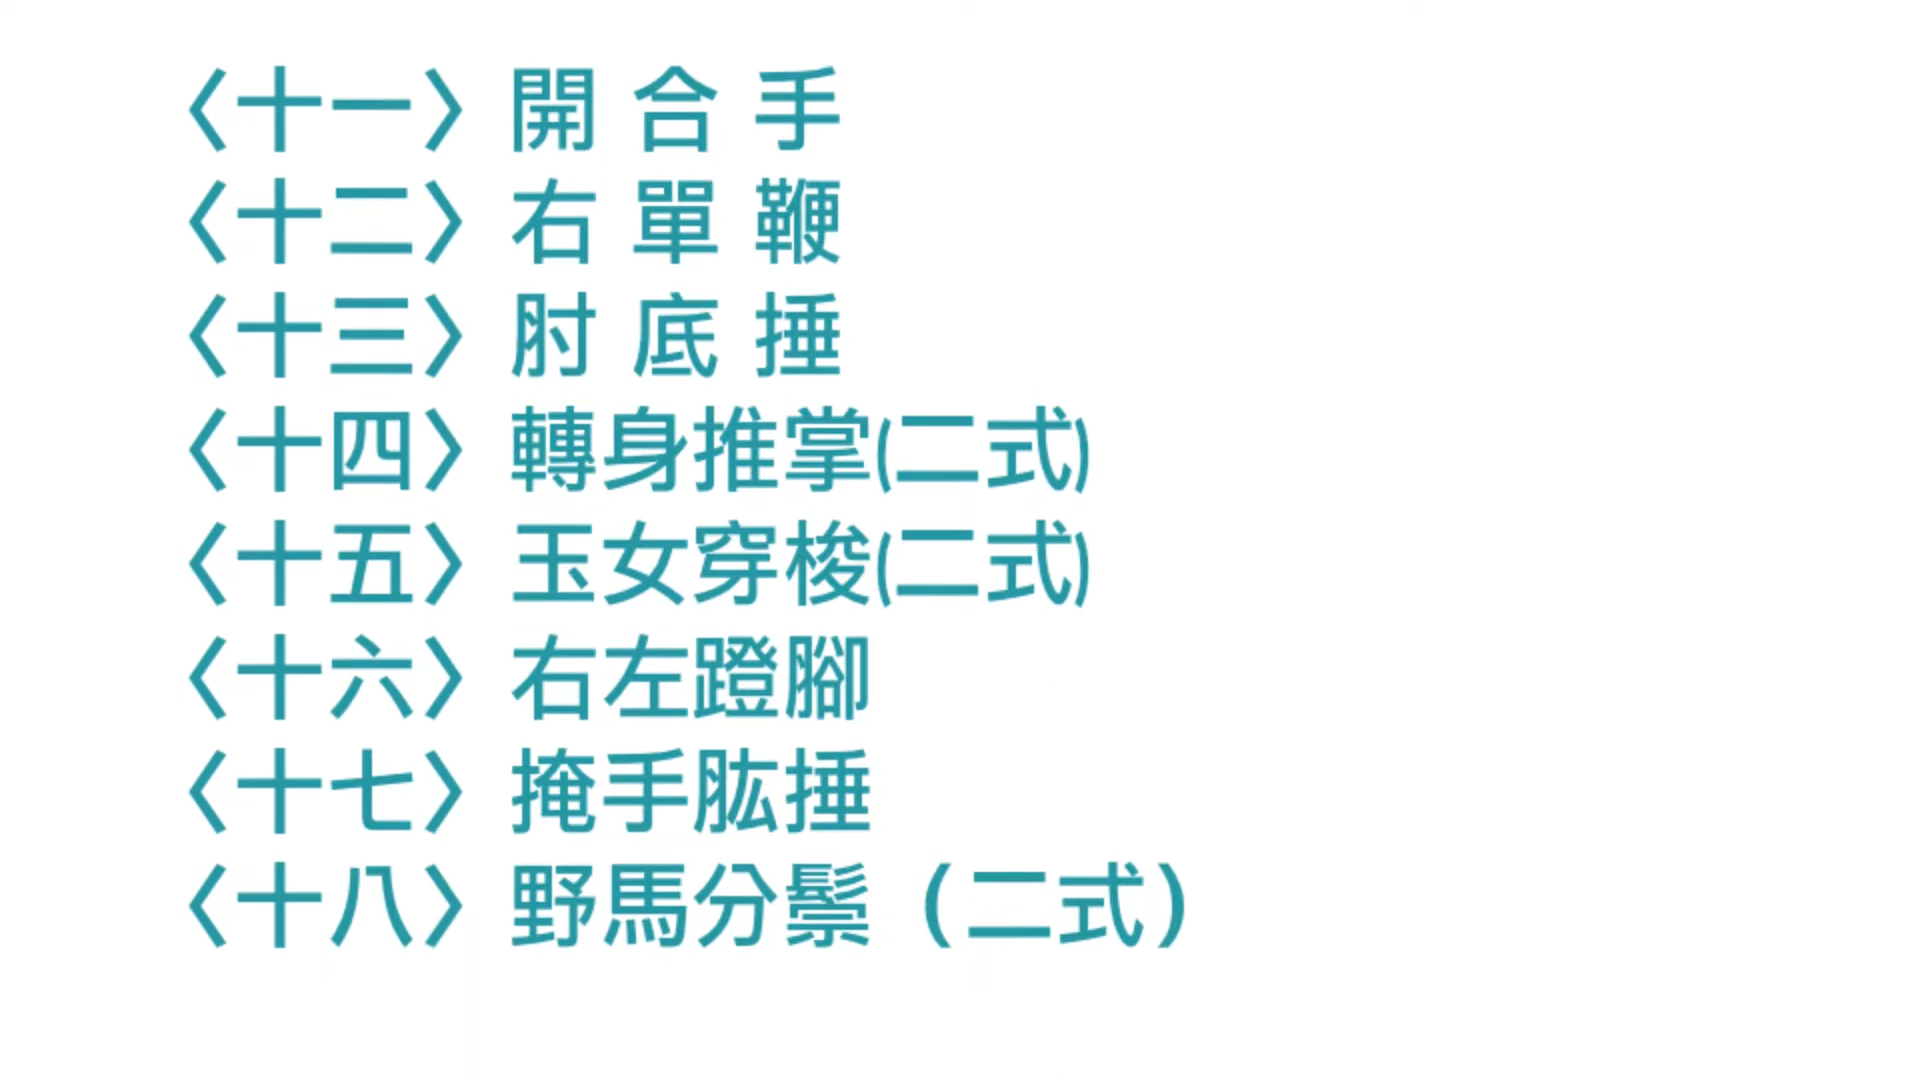 〈十一〉 開 合 手
〈十二〉 右 單 鞭
〈十三〉 肘 底 捶
〈十四〉 轉身推掌(二式)
〈十五〉 玉女穿梭(二式)
〈十六〉 右左蹬腳
〈十七〉 掩手肱捶
〈十八〉 野馬分鬃（二式）